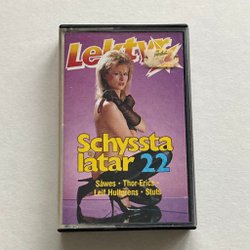 Lektyr
Schyssta
låtar 22
Säwes · Thor-Erics
Leif Hultgrens · Stuts